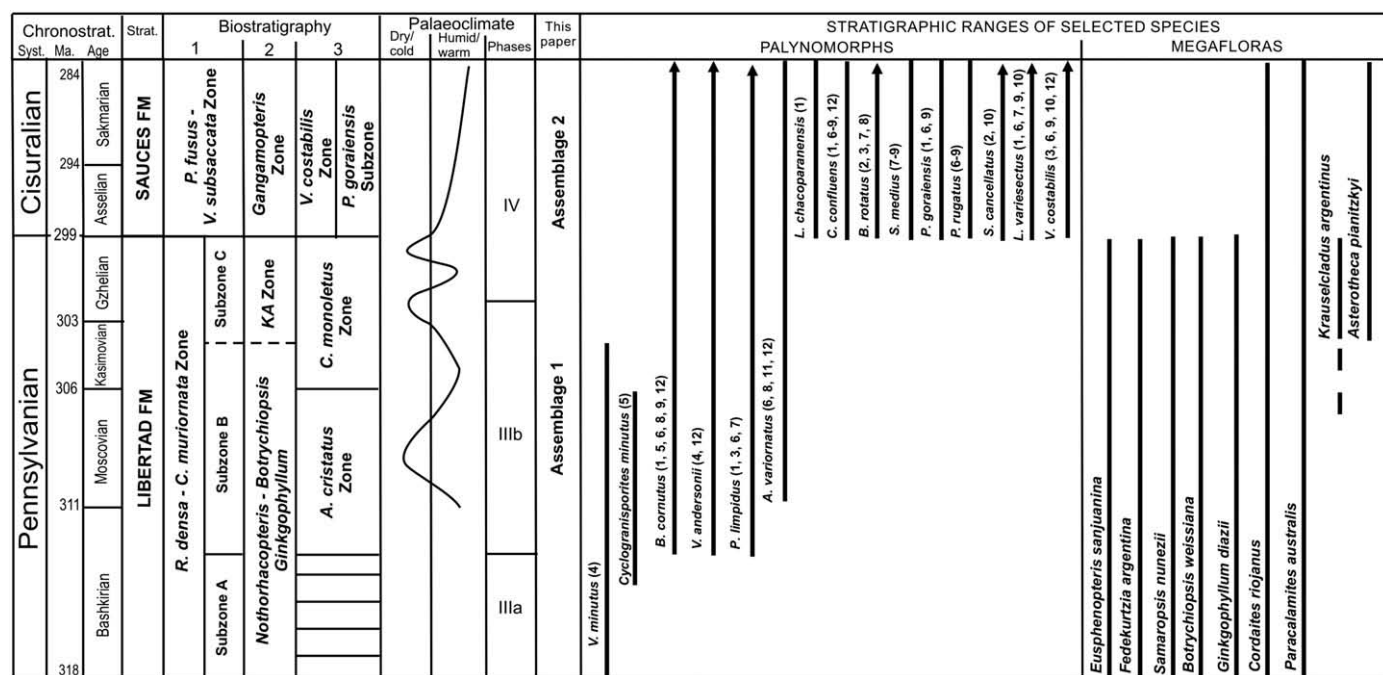 Chronostrat.
Strat.
Biostratigraphy
Palaeoclimate
This
paper
STRATIGRAPHIC RANGES OF SELECTED SPECIES
Syst. Ma. Age
1 2 3
Dry/
cold
Humid/
warm
Phases
PALYNOMORPHS
MEGAFLORAS
284
294
299
303
306
311
318
Cisuralian
Pennsylvanian
Sakmarian
Asselian
Gzhelian
Kasimovian
Moscovian
Bashkirian
SAUCES FM
LIBERTAD FM
P. fusus -
V. subsaccata Zone
R. densa - C. muriornata Zone
Subzone C
Subzone B
Subzone A
Gangamopteris
Zone
KA Zone
Nothorhacopteris - Botrychiopsis
Ginkgophyllum
V. costabilis
Zone
P. goraiensis
Subzone
C. monoletus
Zone
A. cristatus
Zone
IV
IIIb
IIIa
Assemblage 2
Assemblage 1
V. minutus (4)
Cyclogranisporites minutus (5)
B. cornutus (1, 5, 6, 8, 9, 12)
V. andersonii (4, 12)
P. limpidus (1, 3, 6, 7)
A. variornatus (6, 8, 11, 12)
L. chacoparanensis (1)
C. confluens (1, 6-9, 12)
B. rotatus (2, 3, 7, 8)
S. medius (7-9)
P. goraiensis (1, 6, 9)
P. rugatus (6-9)
S. cancellatus (2, 10)
L. variesectus (1, 6, 7, 9, 10)
V. costabilis (3, 6, 9, 10, 12)
Eusphenopteris sanjuanina
Fedekurtzia argentina
Samaropsis nunezii
Botrychiopsis weissiana
Ginkgophyllum diazii
Cordaites riojanus
Paracalamites australis
Krauselcladus argentinus
Asterotheca pianitzkyi